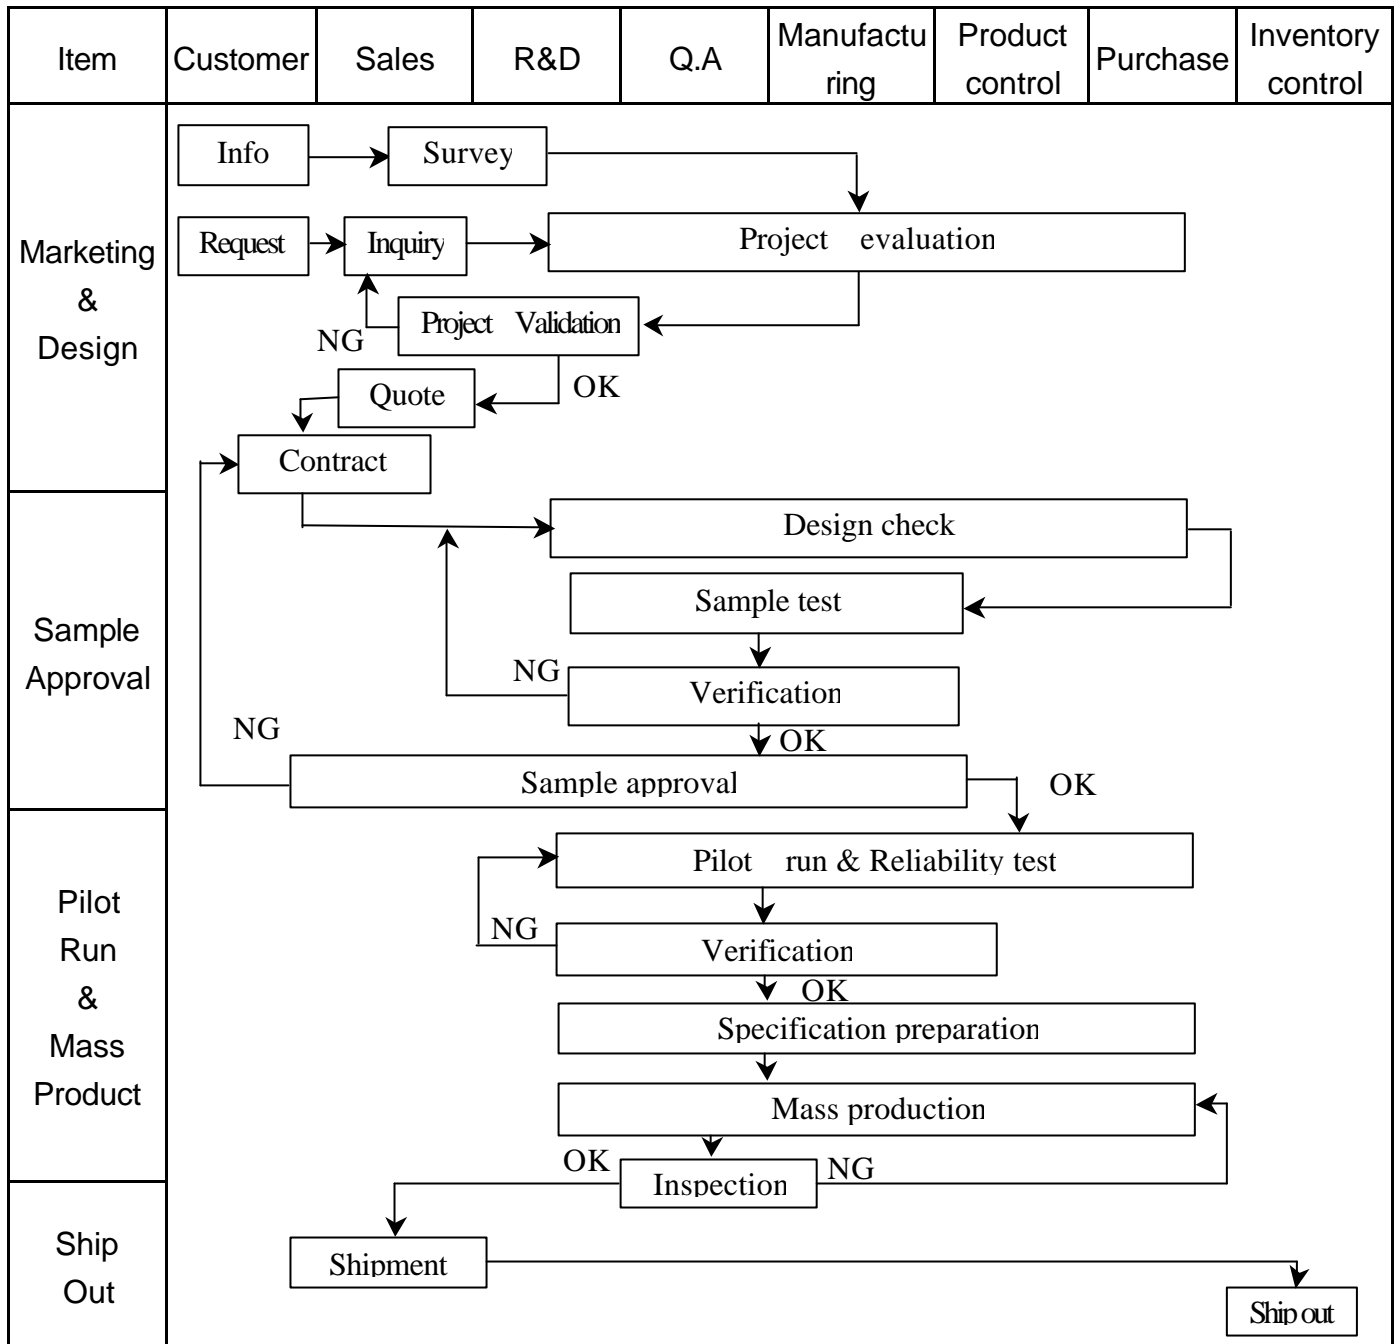 Item
Customer
Sales
R&D
Q.A
Manufactu
ring
Product
control
Purchase
Inventory
control
Marketing
&
Design
Info
Survey
Request
Inquiry
Project evaluation
NG
Project Validation
OK
Quote
Contract
Sample
Approval
Design check
Sample test
NG
Verification
NG
OK
Sample approval
OK
Pilot
Run
&
Mass
Product
Pilot run & Reliability test
NG
Verification
OK
Specification preparation
Mass production
OK
Inspection
NG
Ship
Out
Shipment
Ship out